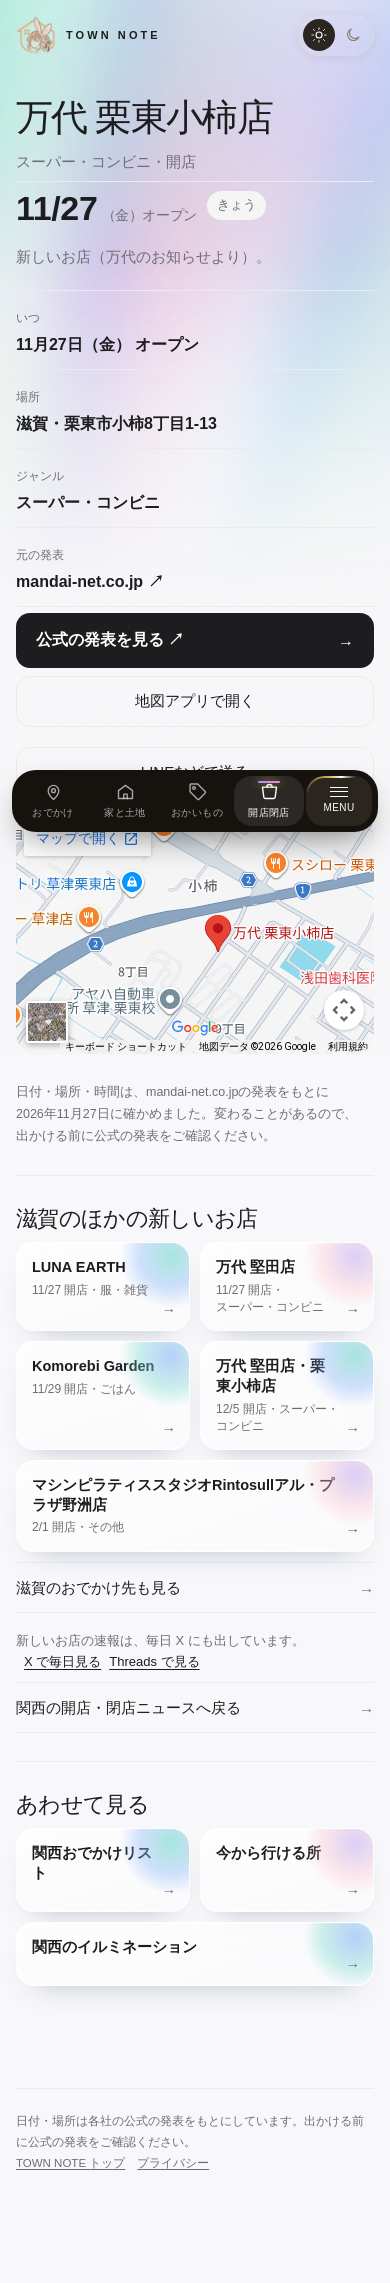 TOWN NOTE
万代 栗東小柿店
スーパー・コンビニ・開店
11/27 （金）オープン きょう
新しいお店（万代のお知らせより）。
いつ
11月27日（金） オープン
場所
滋賀・栗東市小柿8丁目1-13
ジャンル
スーパー・コンビニ
元の発表
mandai-net.co.jp ↗
公式の発表を見る ↗ →
地図アプリで開く
おでかけ
家と土地
おかいもの
開店閉店
MENU
マップで開く
スシロー 栗東
トリ 草津栗東店
小柿
2
1
ー 草津店
万代 栗東小柿店
2
8丁目
浅田歯科医院
アヤハ自動車
所 草津 栗東校
Google
9丁目
キーボード ショートカット 地図データ ©2026 Google 利用規約
日付・場所・時間は、mandai-net.co.jpの発表をもとに
2026年11月27日に確かめました。変わることがあるので、
出かける前に公式の発表をご確認ください。
滋賀のほかの新しいお店
LUNA EARTH
11/27 開店・服・雑貨
→
万代 堅田店
11/27 開店・
スーパー・コンビニ
→
Komorebi Garden
11/29 開店・ごはん
→
万代 堅田店・栗
東小柿店
12/5 開店・スーパー・
コンビニ
→
マシンピラティススタジオRintosullアル・プ
ラザ野洲店
2/1 開店・その他
→
滋賀のおでかけ先も見る →
新しいお店の速報は、毎日 X にも出しています。
X で毎日見る Threads で見る
関西の開店・閉店ニュースへ戻る →
あわせて見る
関西おでかけリス
ト
→
今から行ける所
→
関西のイルミネーション
→
日付・場所は各社の公式の発表をもとにしています。出かける前
に公式の発表をご確認ください。
TOWN NOTE トップ プライバシー